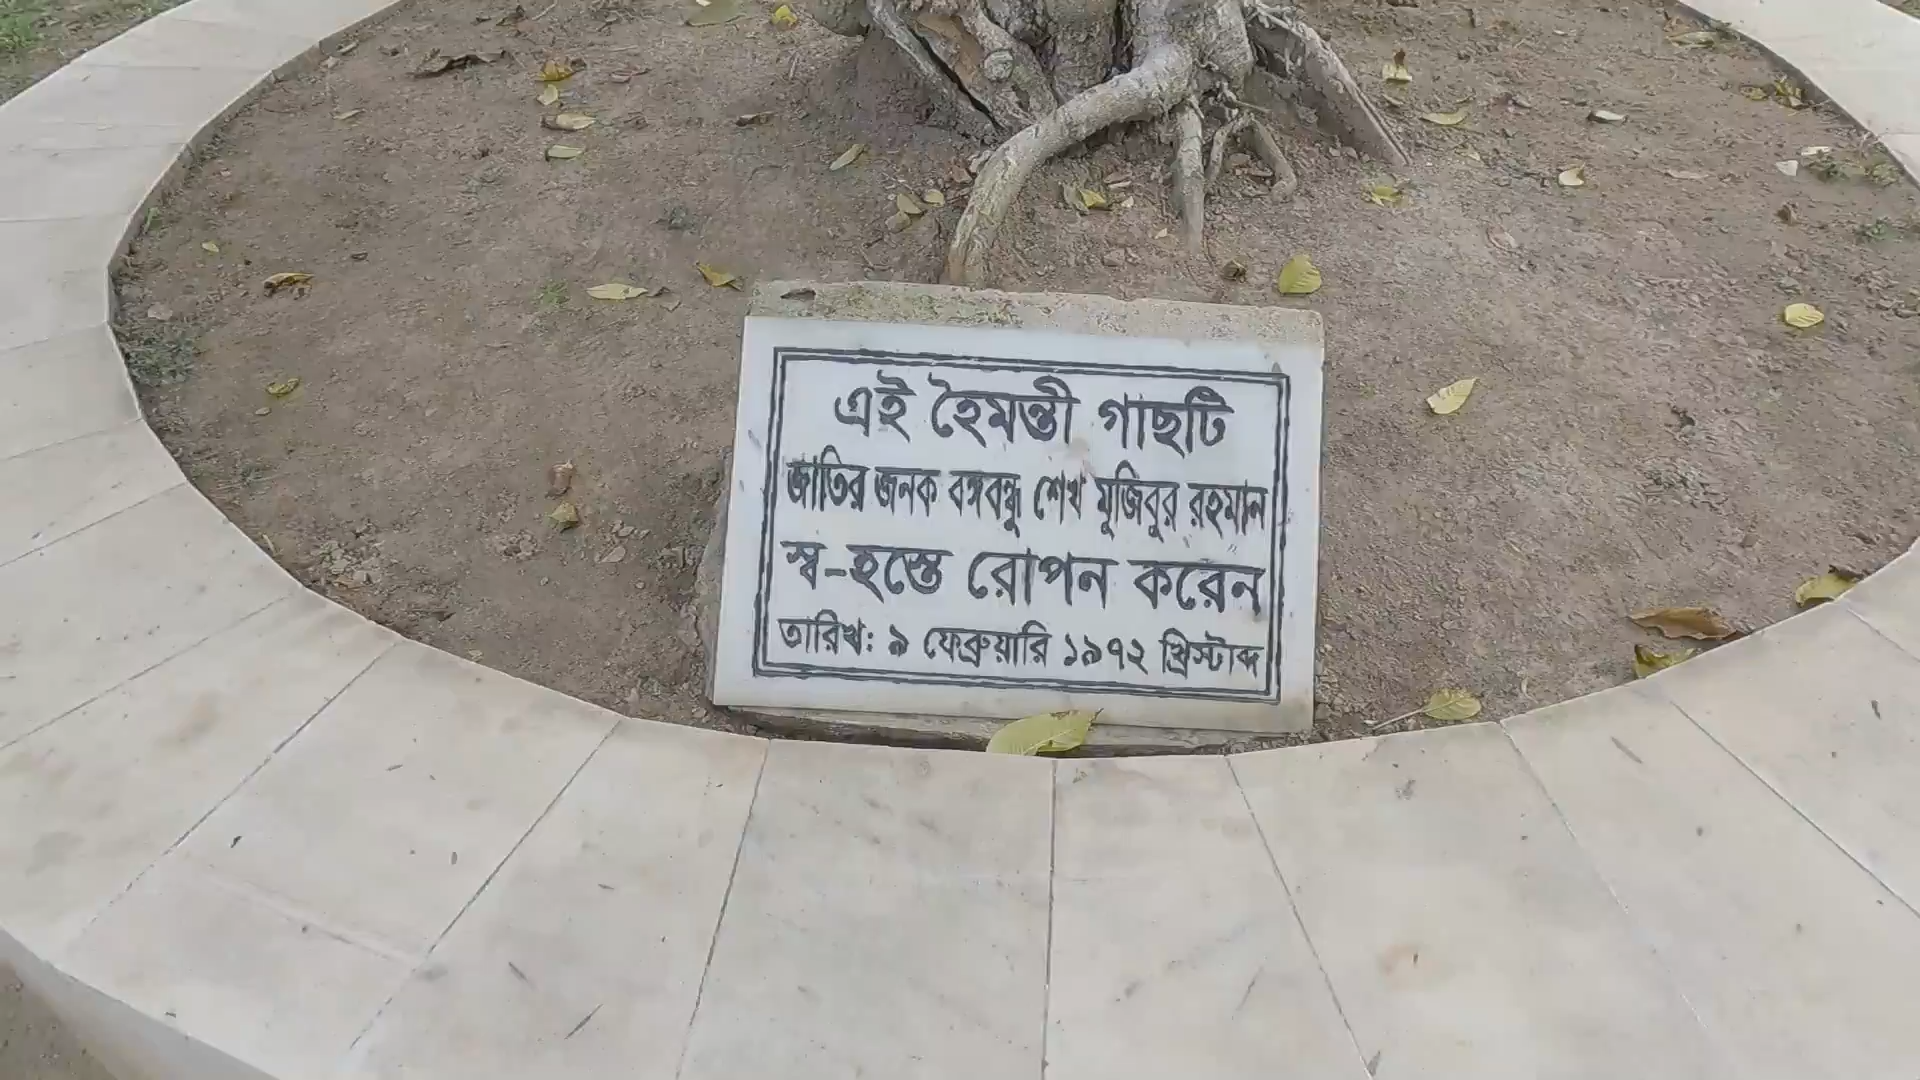 এই হৈমন্তী গাছটি
জাতির জনক বঙ্গবন্ধু শেখ মুজিবুর রহমান
স্ব-হস্তে রোপন করেন
তারিখ: ৯ ফেব্রুয়ারি ১৯৭২ খ্রিস্টাব্দ